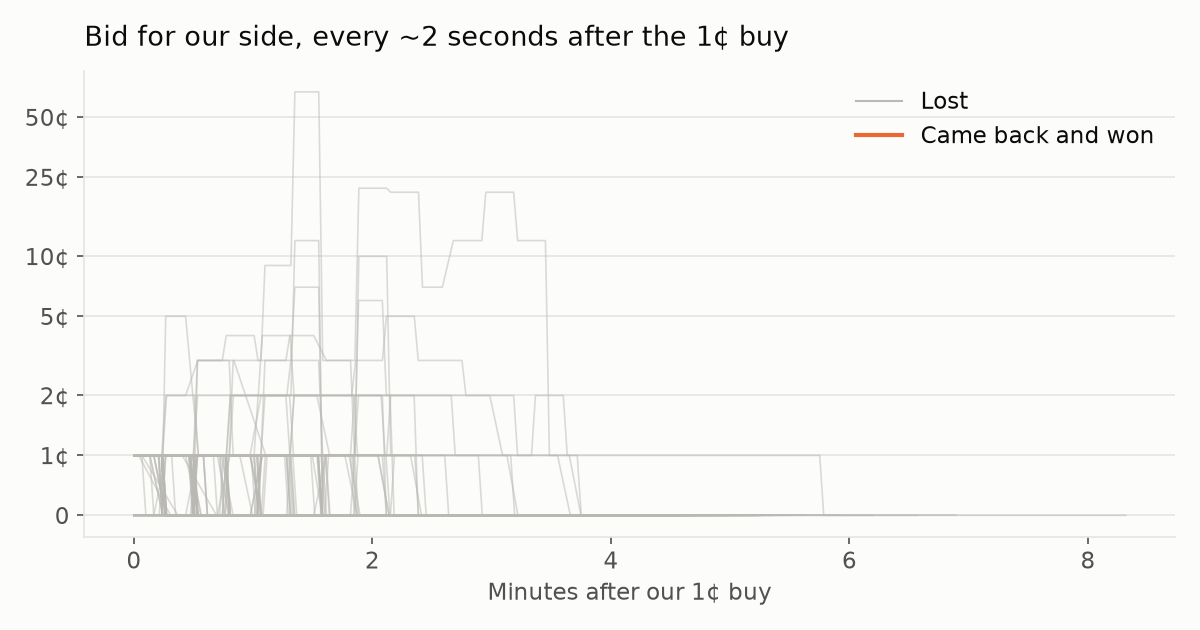 Bid for our side, every ~2 seconds after the 1¢ buy
Lost
Came back and won
50¢
25¢
10¢
5¢
2¢
1¢
0
0 2 4 6 8
Minutes after our 1¢ buy